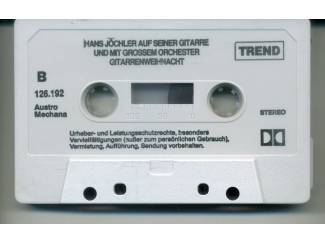 HANS JÖCHLER AUF SEINER GITARRE
UND MIT GROSSEM ORCHESTER
GITARRENWEIHNACHT
TREND
B
126.192
Austro
Mechana
STEREO
Urheber- und Leistungsschutzrechte, besonders
Vervielfältigungen (außer zum persönlichen Gebrauch),
Vermietung, Aufführung, Sendung vorbehalten.